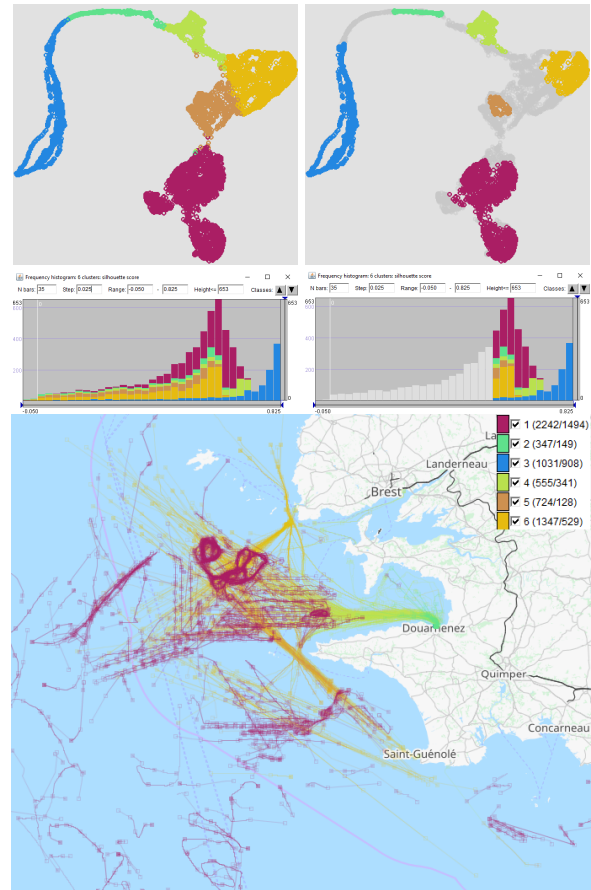 Frequency histogram: 6 clusters: silhouette score
N bars: 35 Step: 0.025 Range: -0.050 - 0.825 Height<= 653 Classes:
653
600
400
200
0
653
0
-0.050
0.825
Frequency histogram: 6 clusters: silhouette score
N bars: 35 Step: 0.025 Range: -0.050 - 0.825 Height<= 653 Classes:
653
600
400
200
0
653
0
-0.050
0.825
1 (2242/1494)
2 (347/149)
3 (1031/908)
4 (555/341)
5 (724/128)
6 (1347/529)
Landerneau
Brest
Douarnenez
Quimper
Concarneau
Saint-Guénolé